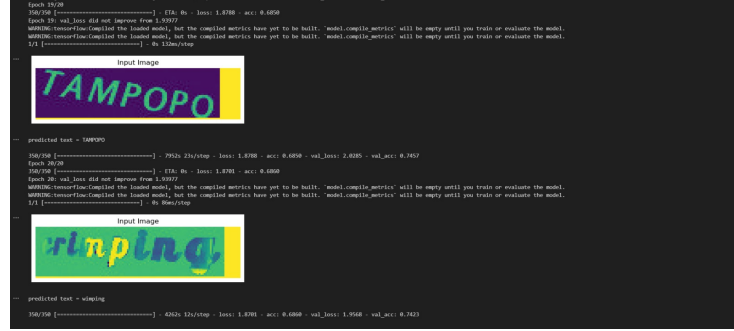 Epoch 19/20
350/350 [==============================] - ETA: 0s - loss: 1.8788 - acc: 0.6850
Epoch 19: val_loss did not improve from 1.93977
WARNING:tensorflow:Compiled the loaded model, but the compiled metrics have yet to be built. `model.compile_metrics` will be empty until you train or evaluate the model.
WARNING:tensorflow:Compiled the loaded model, but the compiled metrics have yet to be built. `model.compile_metrics` will be empty until you train or evaluate the model.
1/1 [==============================] - 0s 132ms/step
Input Image
TAMPOPO
predicted text = TAMPOPO
350/350 [==============================] - 7952s 23s/step - loss: 1.8788 - acc: 0.6850 - val_loss: 2.0285 - val_acc: 0.7457
Epoch 20/20
350/350 [==============================] - ETA: 0s - loss: 1.8701 - acc: 0.6860
Epoch 20: val_loss did not improve from 1.93977
WARNING:tensorflow:Compiled the loaded model, but the compiled metrics have yet to be built. `model.compile_metrics` will be empty until you train or evaluate the model.
WARNING:tensorflow:Compiled the loaded model, but the compiled metrics have yet to be built. `model.compile_metrics` will be empty until you train or evaluate the model.
1/1 [==============================] - 0s 86ms/step
Input Image
wimping
predicted text = wimping
350/350 [==============================] - 4262s 12s/step - loss: 1.8701 - acc: 0.6860 - val_loss: 1.9568 - val_acc: 0.7423